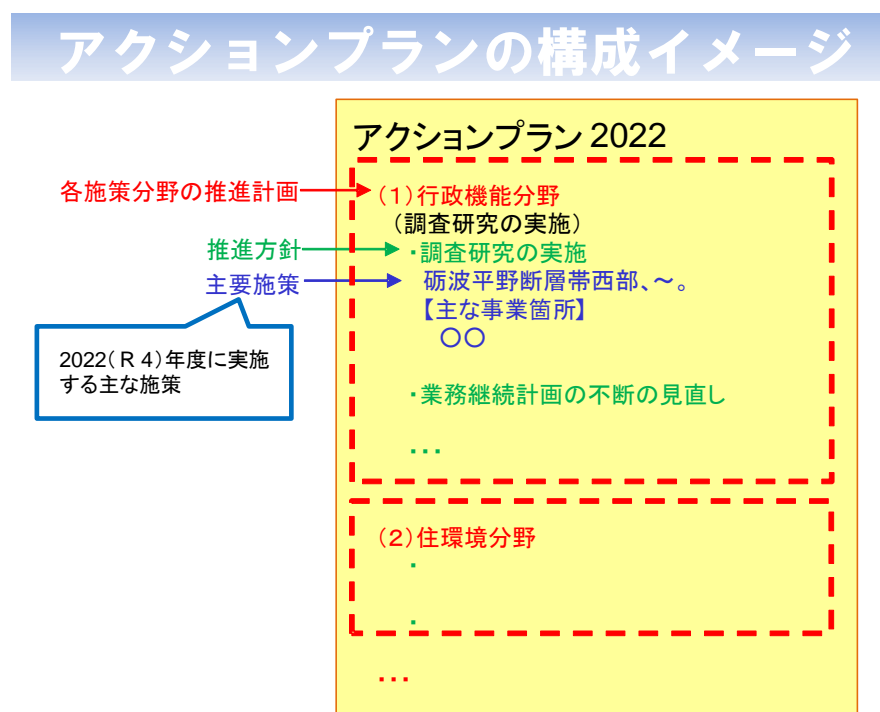 アクションプランの構成イメージ
アクションプラン 2022
各施策分野の推進計画
(1)行政機能分野
(調査研究の実施)
推進方針
・調査研究の実施
主要施策
砺波平野断層帯西部、～。
【主な事業箇所】
○○
2022(R 4)年度に実施
する主な施策
・業務継続計画の不断の見直し
・・・
(2)住環境分野
・
・
・・・